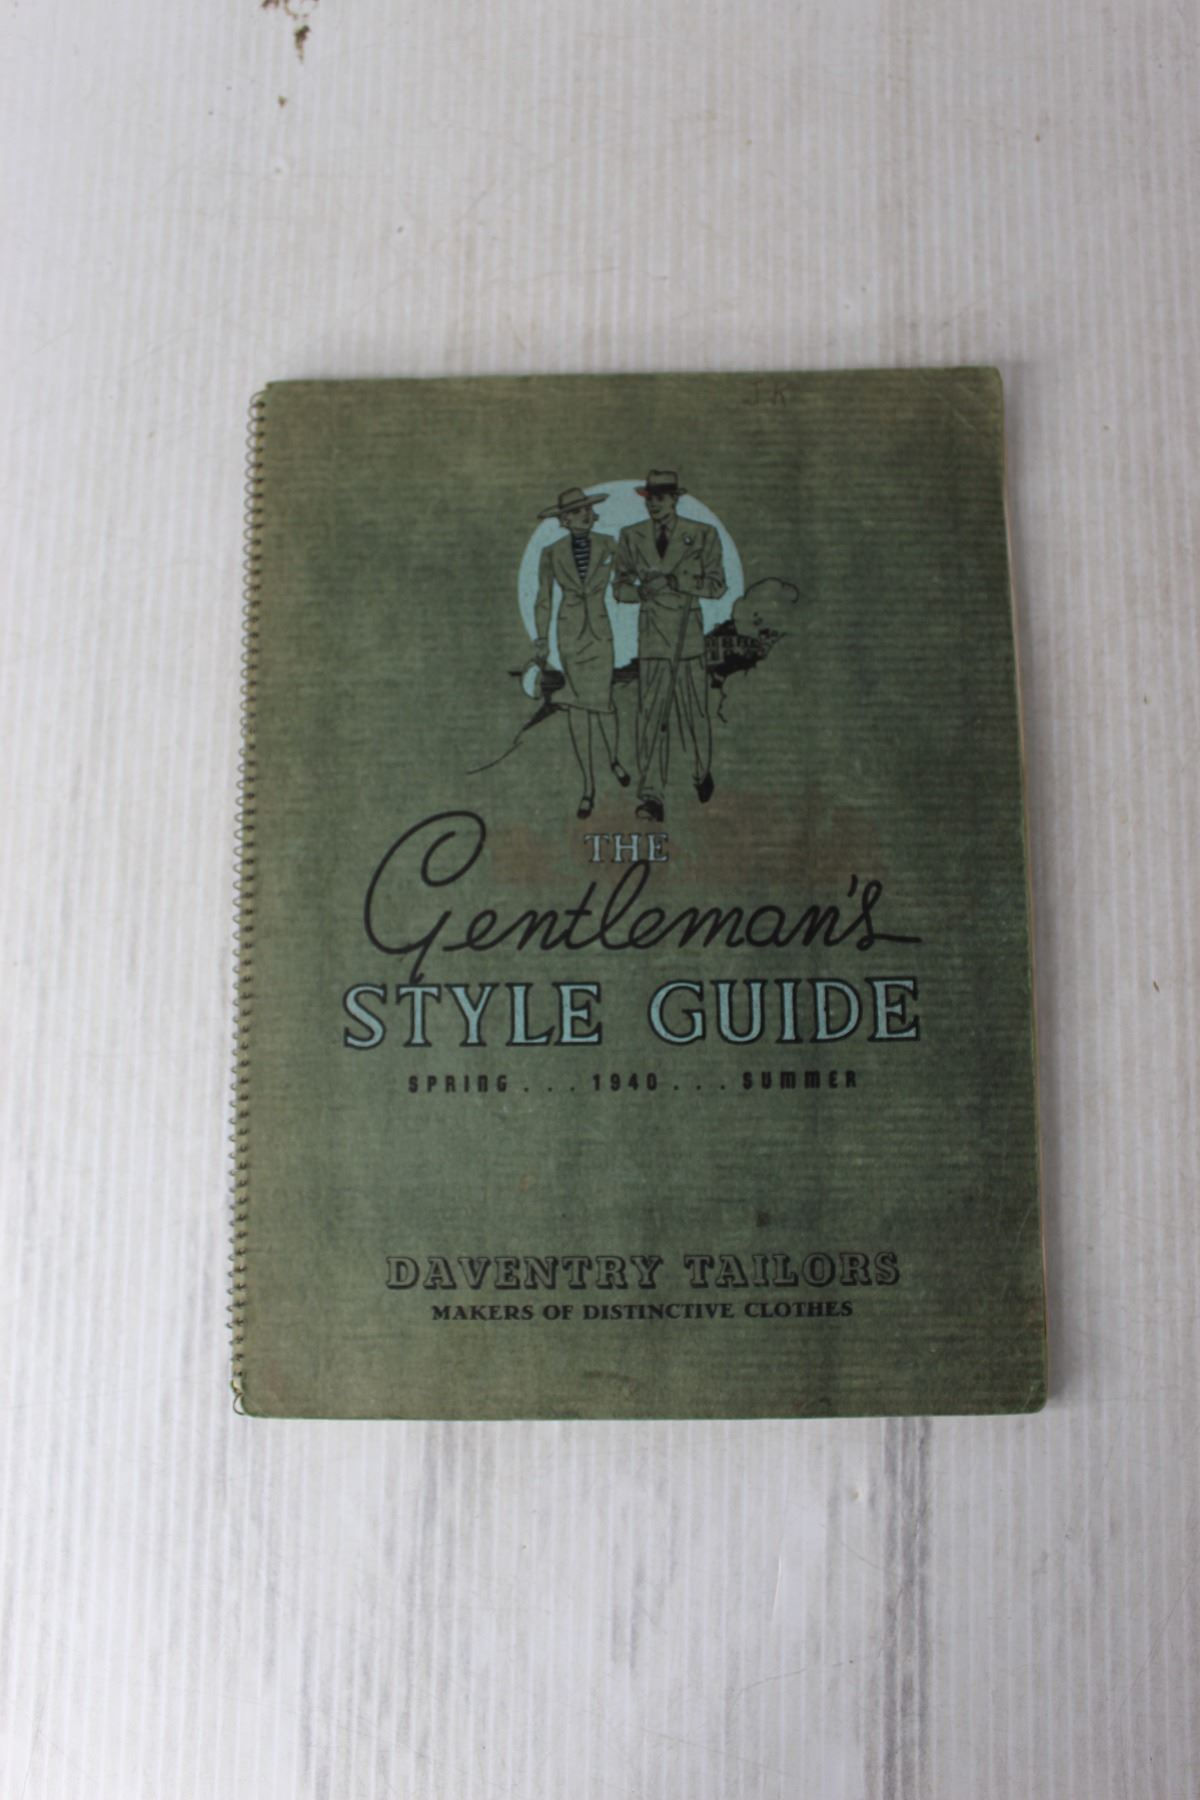 J.K
THE
Gentleman's
STYLE GUIDE
SPRING...1940...SUMMER
DAVENTRY TAILORS
MAKERS OF DISTINCTIVE CLOTHES